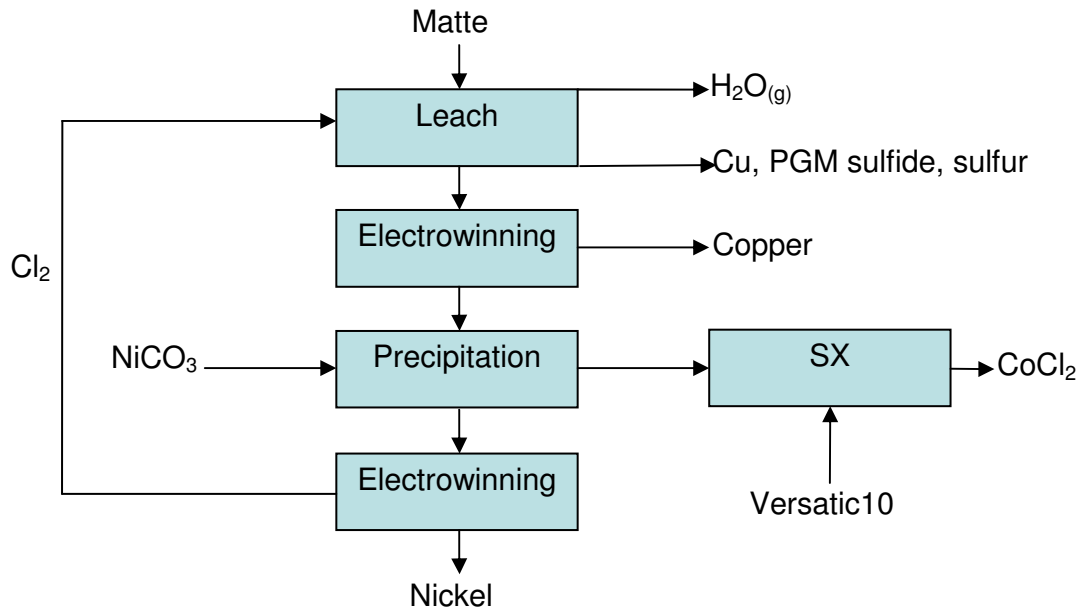 Matte
H₂O₍g₎
Leach
Cu, PGM sulfide, sulfur
Electrowinning
Copper
Cl₂
NiCO₃
Precipitation
SX
CoCl₂
Electrowinning
Versatic10
Nickel